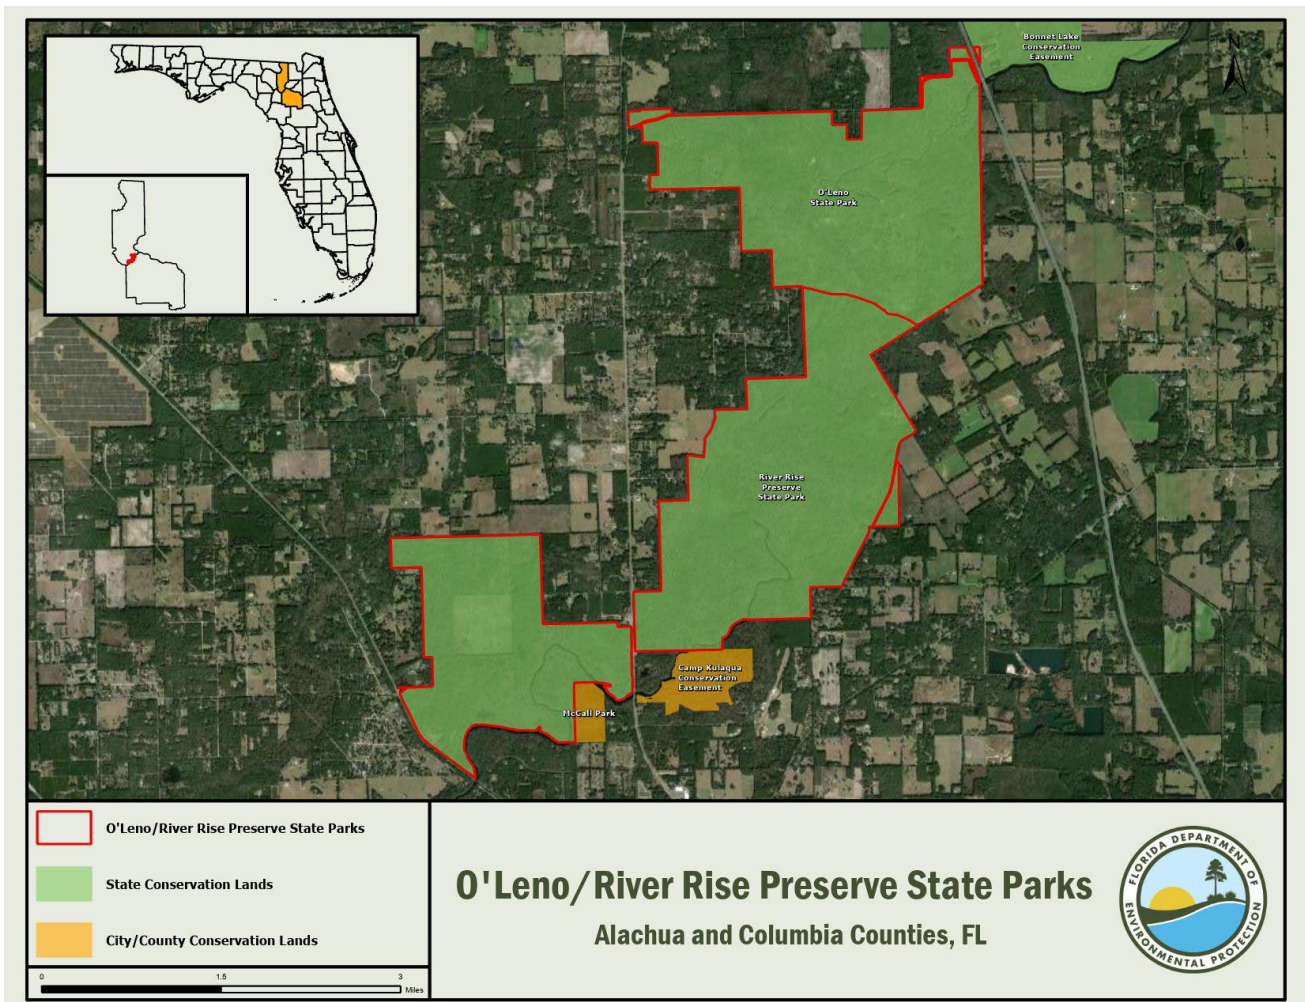 Bonnet Lake
Conservation
Easement
N
O'Leno
State Park
River Rise
Preserve
State Park
Camp Kulaqua
Conservation
Easement
McCall Park
O'Leno/River Rise Preserve State Parks
State Conservation Lands
City/County Conservation Lands
0 1.5 3
Miles
O'Leno/River Rise Preserve State Parks
Alachua and Columbia Counties, FL
FLORIDA DEPARTMENT OF
ENVIRONMENTAL PROTECTION